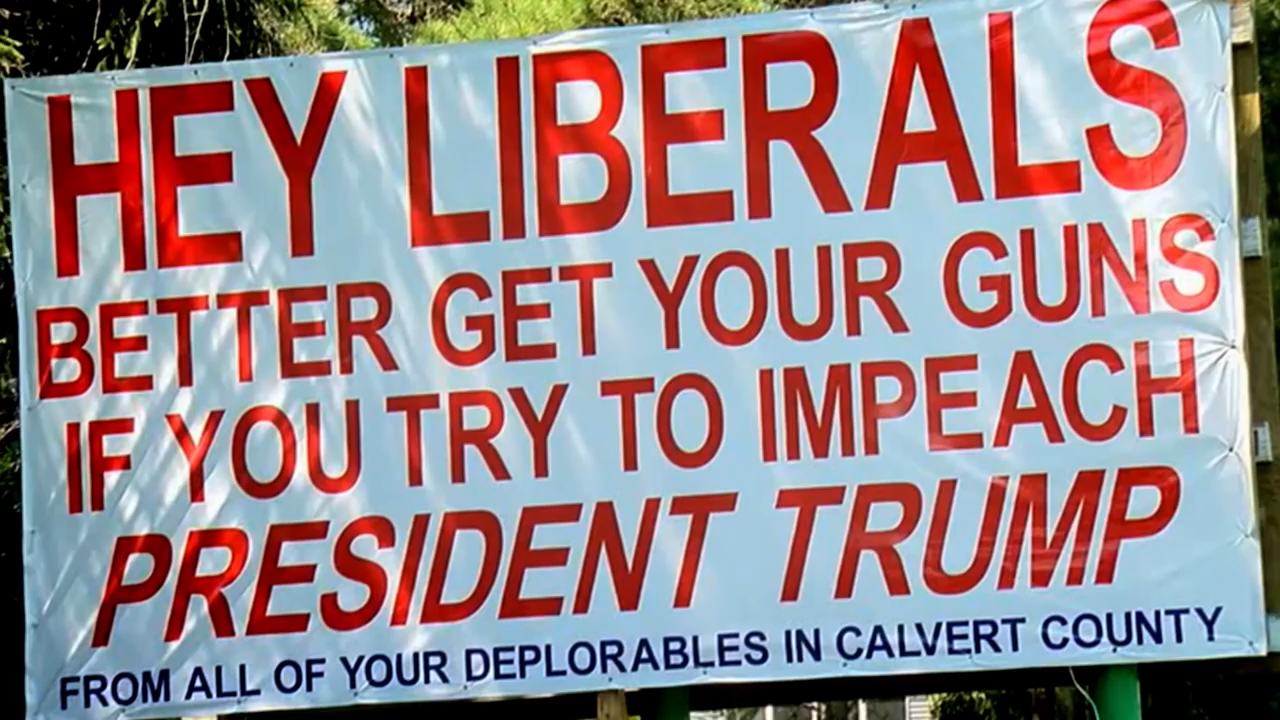 HEY LIBERALS
BETTER GET YOUR GUNS
IF YOU TRY TO IMPEACH
PRESIDENT TRUMP
FROM ALL OF YOUR DEPLORABLES IN CALVERT COUNTY